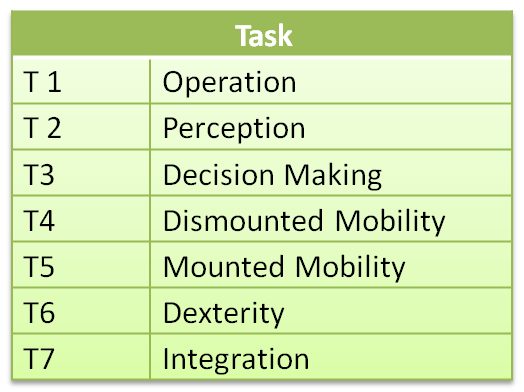 Task
T 1 Operation
T 2 Perception
T3 Decision Making
T4 Dismounted Mobility
T5 Mounted Mobility
T6 Dexterity
T7 Integration